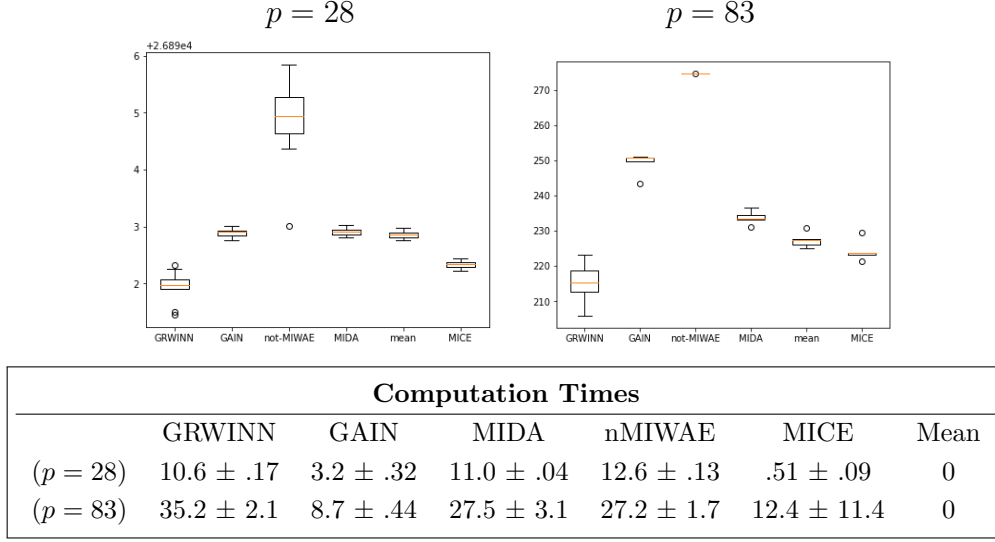 p = 28
p = 83
+2.689e4
6
5
4
3
2
GRWINN GAIN not-MIWAE MIDA mean MICE
270
260
250
240
230
220
210
GRWINN GAIN not-MIWAE MIDA mean MICE
Computation Times
GRWINN GAIN MIDA nMIWAE MICE Mean
(p = 28) 10.6 ± .17 3.2 ± .32 11.0 ± .04 12.6 ± .13 .51 ± .09 0
(p = 83) 35.2 ± 2.1 8.7 ± .44 27.5 ± 3.1 27.2 ± 1.7 12.4 ± 11.4 0